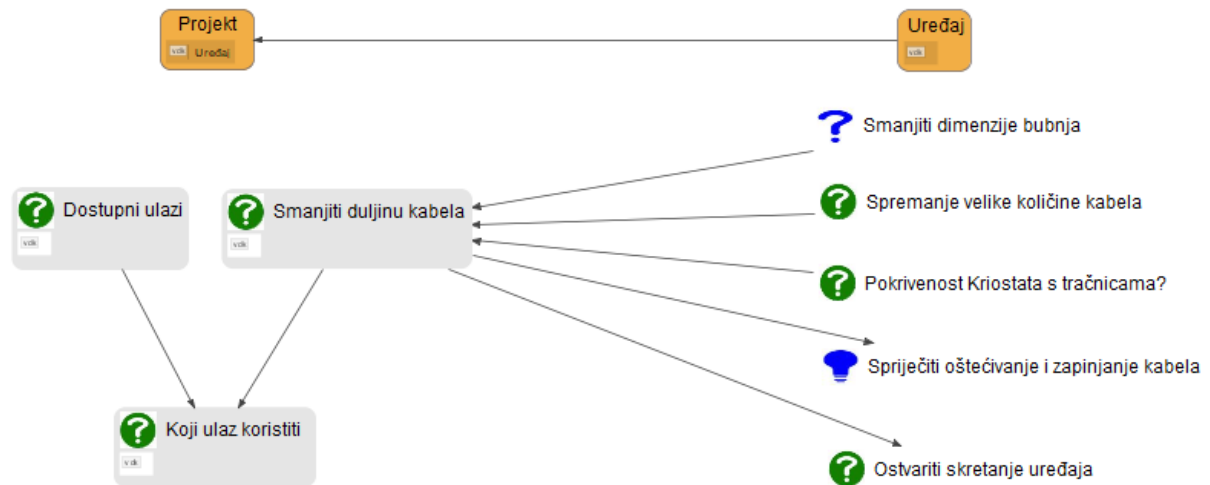 Projekt
vdk Uređaj
Uređaj
vdk
Smanjiti dimenzije bubnja
Dostupni ulazi
vdk
Smanjiti duljinu kabela
vdk
Spremanje velike količine kabela
Pokrivenost Kriostata s tračnicama?
Spriječiti oštećivanje i zapinjanje kabela
Koji ulaz koristiti
vdk
Ostvariti skretanje uređaja